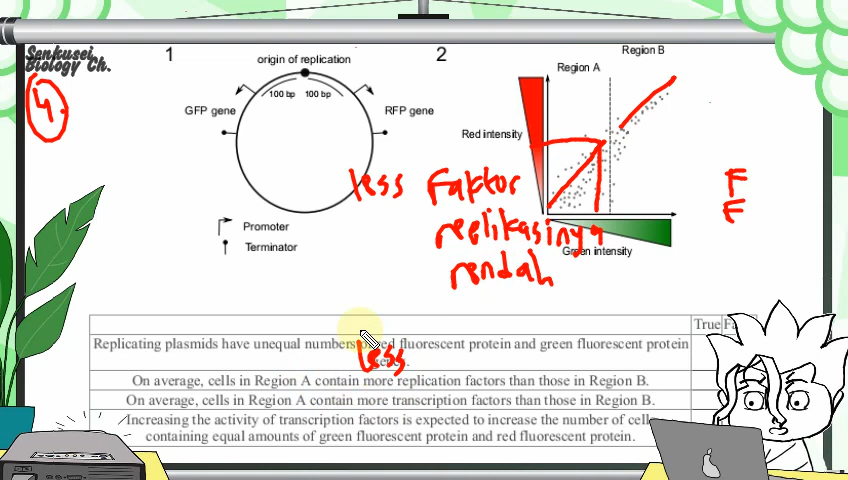 Senkusei
Biology Ch.
4.
1
2
origin of replication
100 bp
100 bp
GFP gene
RFP gene
Promoter
Terminator
Region B
Region A
Red intensity
Green intensity
less Faktor
replikasinya
rendah
F
F
True
Replicating plasmids have unequal numbers of red fluorescent protein and green fluorescent protein
less
On average, cells in Region A contain more replication factors than those in Region B.
On average, cells in Region A contain more transcription factors than those in Region B.
Increasing the activity of transcription factors is expected to increase the number of cell
containing equal amounts of green fluorescent protein and red fluorescent protein.